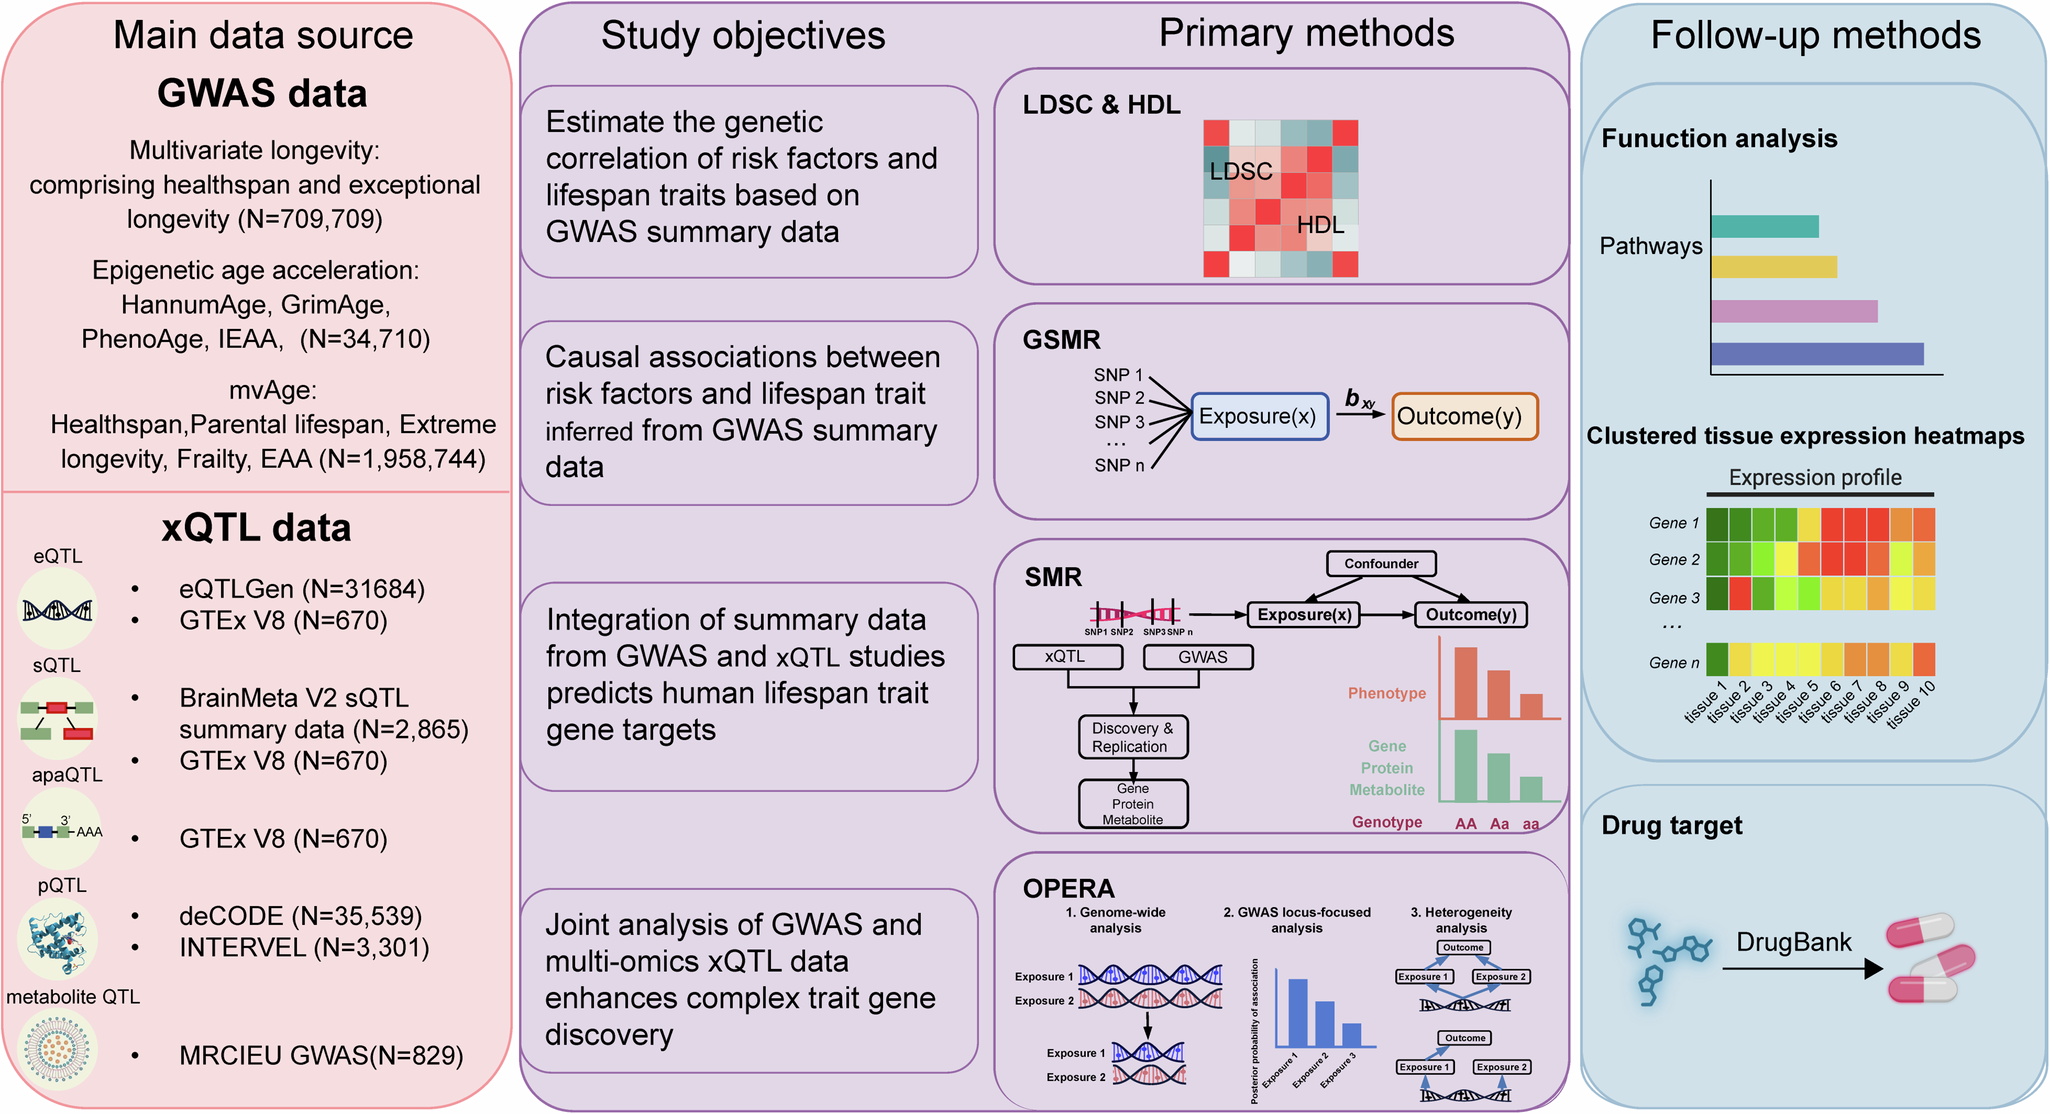 Main data source
GWAS data
Multivariate longevity:
comprising healthspan and exceptional
longevity (N=709,709)
Epigenetic age acceleration:
HannumAge, GrimAge,
PhenoAge, IEAA,  (N=34,710)
mvAge:
Healthspan,Parental lifespan, Extreme
longevity, Frailty, EAA (N=1,958,744)
xQTL data
eQTL
• eQTLGen (N=31684)
• GTEx V8 (N=670)
sQTL
• BrainMeta V2 sQTL
summary data (N=2,865)
• GTEx V8 (N=670)
apaQTL
5’ 3’ AAA
• GTEx V8 (N=670)
pQTL
• deCODE (N=35,539)
• INTERVEL (N=3,301)
metabolite QTL
• MRCIEU GWAS(N=829)
Study objectives
Estimate the genetic
correlation of risk factors and
lifespan traits based on
GWAS summary data
Causal associations between
risk factors and lifespan trait
inferred from GWAS summary
data
Integration of summary data
from GWAS and xQTL studies
predicts human lifespan trait
gene targets
Joint analysis of GWAS and
multi-omics xQTL data
enhances complex trait gene
discovery
Primary methods
LDSC & HDL
LDSC
HDL
GSMR
SNP 1
SNP 2
SNP 3
...
SNP n
Exposure(x)
bxy
Outcome(y)
SMR
Confounder
Exposure(x)
Outcome(y)
SNP1 SNP2 SNP3 SNP n
xQTL
GWAS
Discovery &
Replication
Gene
Protein
Metabolite
Phenotype
Gene
Protein
Metabolite
Genotype AA Aa aa
OPERA
1. Genome-wide
analysis
Exposure 1
Exposure 2
Exposure 1
Exposure 2
2. GWAS locus-focused
analysis
Posterior probability of association
Exposure 1
Exposure 2
Exposure 3
3. Heterogeneity
analysis
Outcome
Exposure 1
Exposure 2
Outcome
Exposure 1
Exposure 2
Follow-up methods
Funuction analysis
Pathways
Clustered tissue expression heatmaps
Expression profile
Gene 1
Gene 2
Gene 3
...
Gene n
tissue 1
tissue 2
tissue 3
tissue 4
tissue 5
tissue 6
tissue 7
tissue 8
tissue 9
tissue 10
Drug target
DrugBank